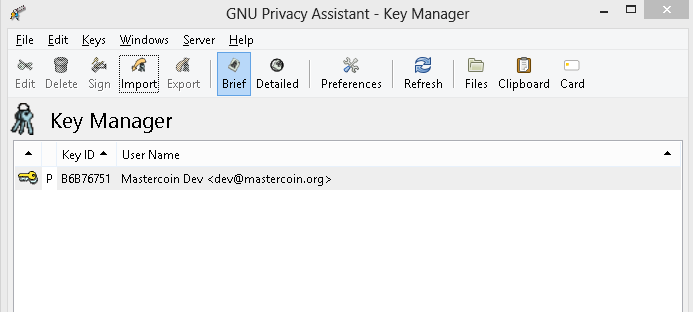 GNU Privacy Assistant - Key Manager
File Edit Keys Windows Server Help
Edit Delete Sign Import Export Brief Detailed Preferences Refresh Files Clipboard Card
Key Manager
Key ID User Name
P B6B76751 Mastercoin Dev <dev@mastercoin.org>